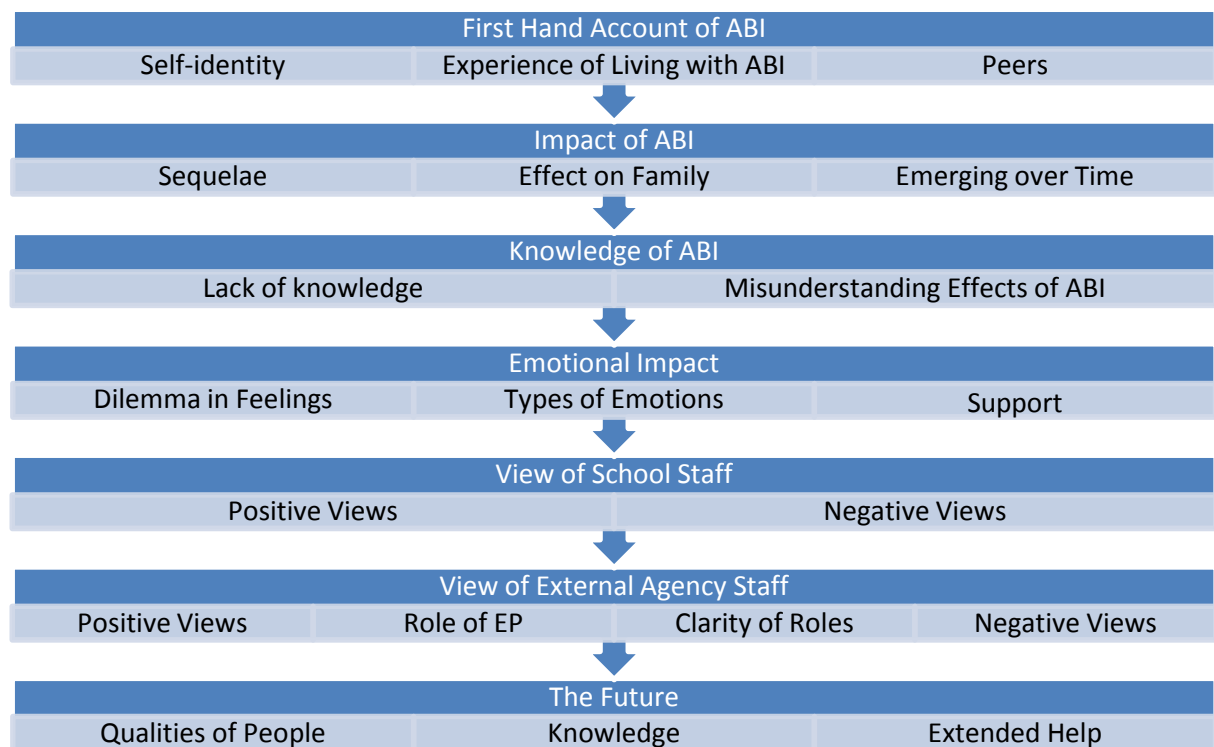 First Hand Account of ABI
Self-identity Experience of Living with ABI Peers
Impact of ABI
Sequelae Effect on Family Emerging over Time
Knowledge of ABI
Lack of knowledge Misunderstanding Effects of ABI
Emotional Impact
Dilemma in Feelings Types of Emotions Support
View of School Staff
Positive Views Negative Views
View of External Agency Staff
Positive Views Role of EP Clarity of Roles Negative Views
The Future
Qualities of People Knowledge Extended Help